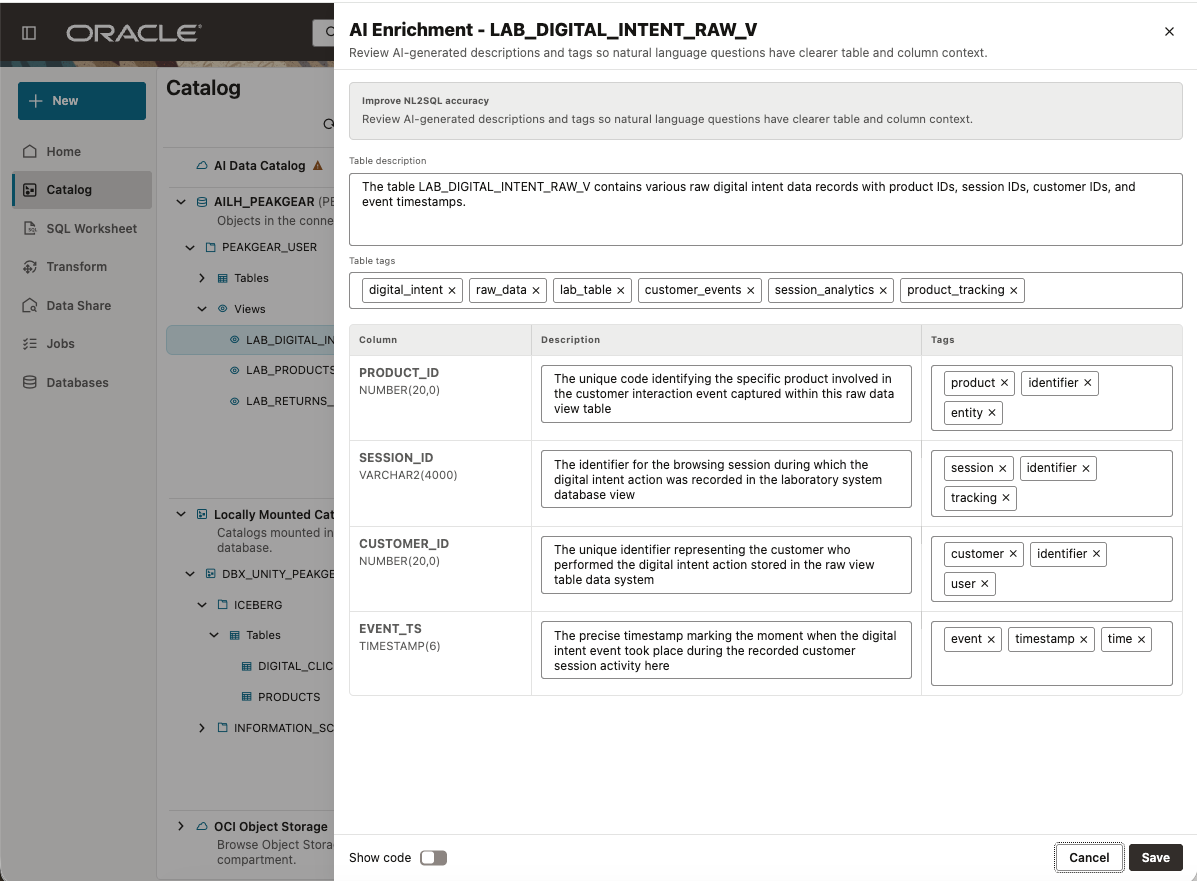 ORACLE
New
Home
Catalog
SQL Worksheet
Transform
Data Share
Jobs
Databases
Catalog
AI Data Catalog
AILH_PEAKGEAR
Objects in the
PEAKGEAR_USER
Tables
Views
LAB_DIGITAL_IN
LAB_PRODUCTS
LAB_RETURNS_
Locally Mounted Cat
Catalogs mounted in
database.
DBX_UNITY_PEAKGE
ICEBERG
Tables
DIGITAL_CLIC
PRODUCTS
INFORMATION_SC
OCI Object Storage
Browse Object Stora
compartment.
AI Enrichment - LAB_DIGITAL_INTENT_RAW_V
Review AI-generated descriptions and tags so natural language questions have clearer table and column context.
Improve NL2SQL accuracy
Review AI-generated descriptions and tags so natural language questions have clearer table and column context.
Table description
The table LAB_DIGITAL_INTENT_RAW_V contains various raw digital intent data records with product IDs, session IDs, customer IDs, and
event timestamps.
Table tags
digital_intent × raw_data × lab_table × customer_events × session_analytics × product_tracking ×
Column Description Tags
PRODUCT_ID
NUMBER(20,0)
The unique code identifying the specific product involved in
the customer interaction event captured within this raw data
view table
product × identifier ×
entity ×
SESSION_ID
VARCHAR2(4000)
The identifier for the browsing session during which the
digital intent action was recorded in the laboratory system
database view
session × identifier ×
tracking ×
CUSTOMER_ID
NUMBER(20,0)
The unique identifier representing the customer who
performed the digital intent action stored in the raw view
table data system
customer × identifier ×
user ×
EVENT_TS
TIMESTAMP(6)
The precise timestamp marking the moment when the digital
intent event took place during the recorded customer
session activity here
event × timestamp × time ×
Show code
Cancel
Save